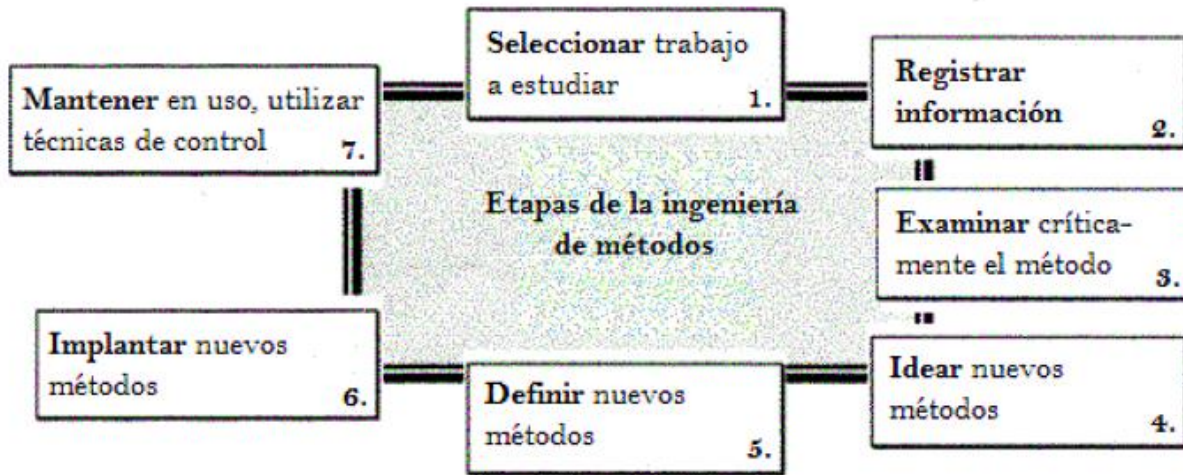 Seleccionar trabajo
a estudiar
1.
Registrar
información
2.
Examinar crítica-
mente el método
3.
Idear nuevos
métodos
4.
Definir nuevos
métodos
5.
Implantar nuevos
métodos
6.
Mantener en uso, utilizar
técnicas de control
7.
Etapas de la ingeniería
de métodos